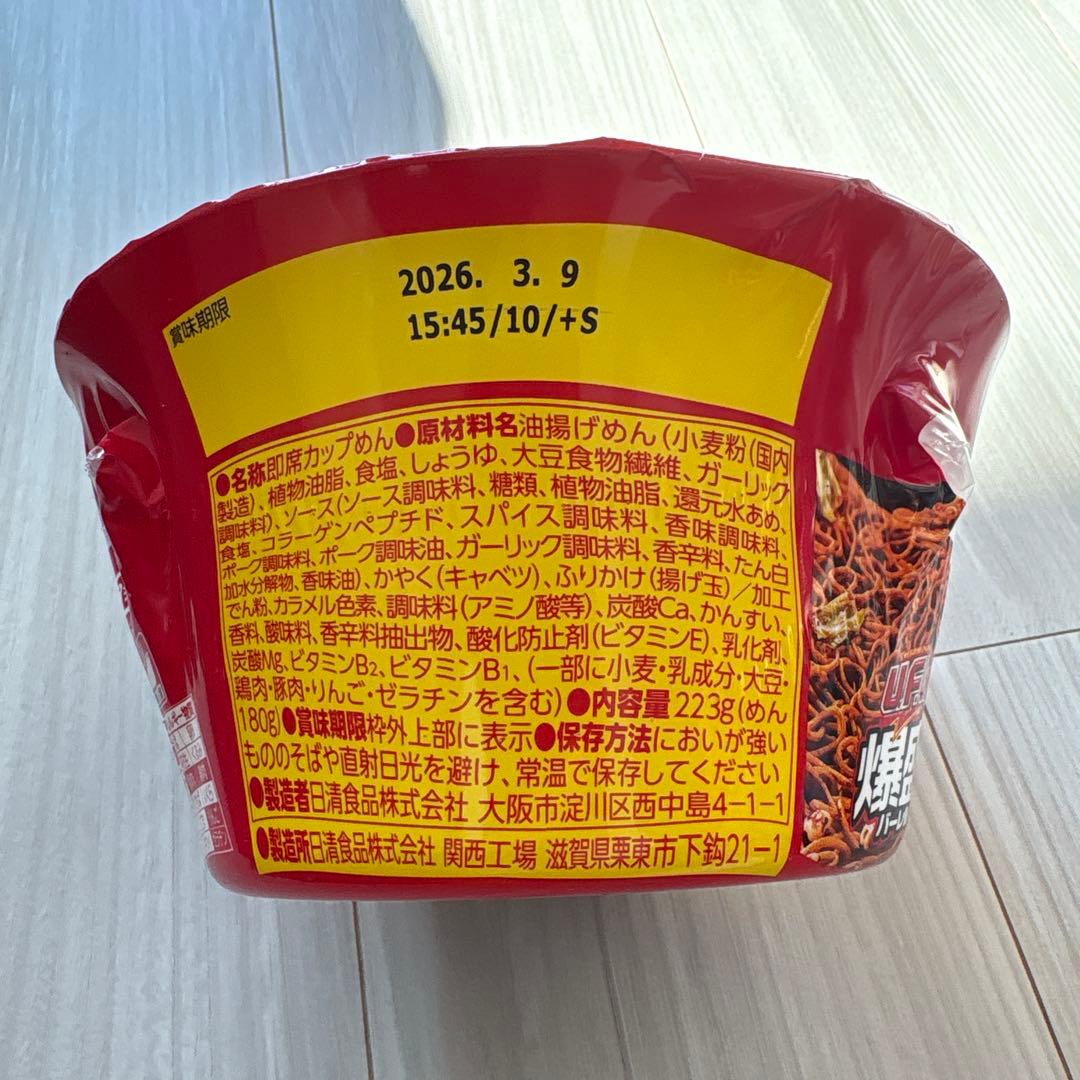 賞味期限
2026. 3. 9
15:45/10/+S
●名称即席カップめん●原材料名油揚げめん(小麦粉(国内
製造)、植物油脂、食塩、しょうゆ、大豆食物繊維、ガーリック
調味料)、ソース(ソース調味料、糖類、植物油脂、還元水あめ、
食塩、コラーゲンペプチド、スパイス調味料、香味調味料、
ポーク調味料、ポーク調味油、ガーリック調味料、香辛料、たん白
加水分解物、香味油)、かやく(キャベツ)、ふりかけ(揚げ玉)/加工
でん粉、カラメル色素、調味料(アミノ酸等)、炭酸Ca、かんすい、
香料、酸味料、香辛料抽出物、酸化防止剤(ビタミンE)、乳化剤、
炭酸Mg、ビタミンB₂、ビタミンB₁、(一部に小麦・乳成分・大豆・
鶏肉・豚肉・りんご・ゼラチンを含む)●内容量223g(めん
180g)●賞味期限枠外上部に表示●保存方法においが強い
もののそばや直射日光を避け、常温で保存してください
●製造者日清食品株式会社 大阪市淀川区西中島4-1-1
●製造所日清食品株式会社 関西工場 滋賀県栗東市下鈎21-1
U.F.
爆